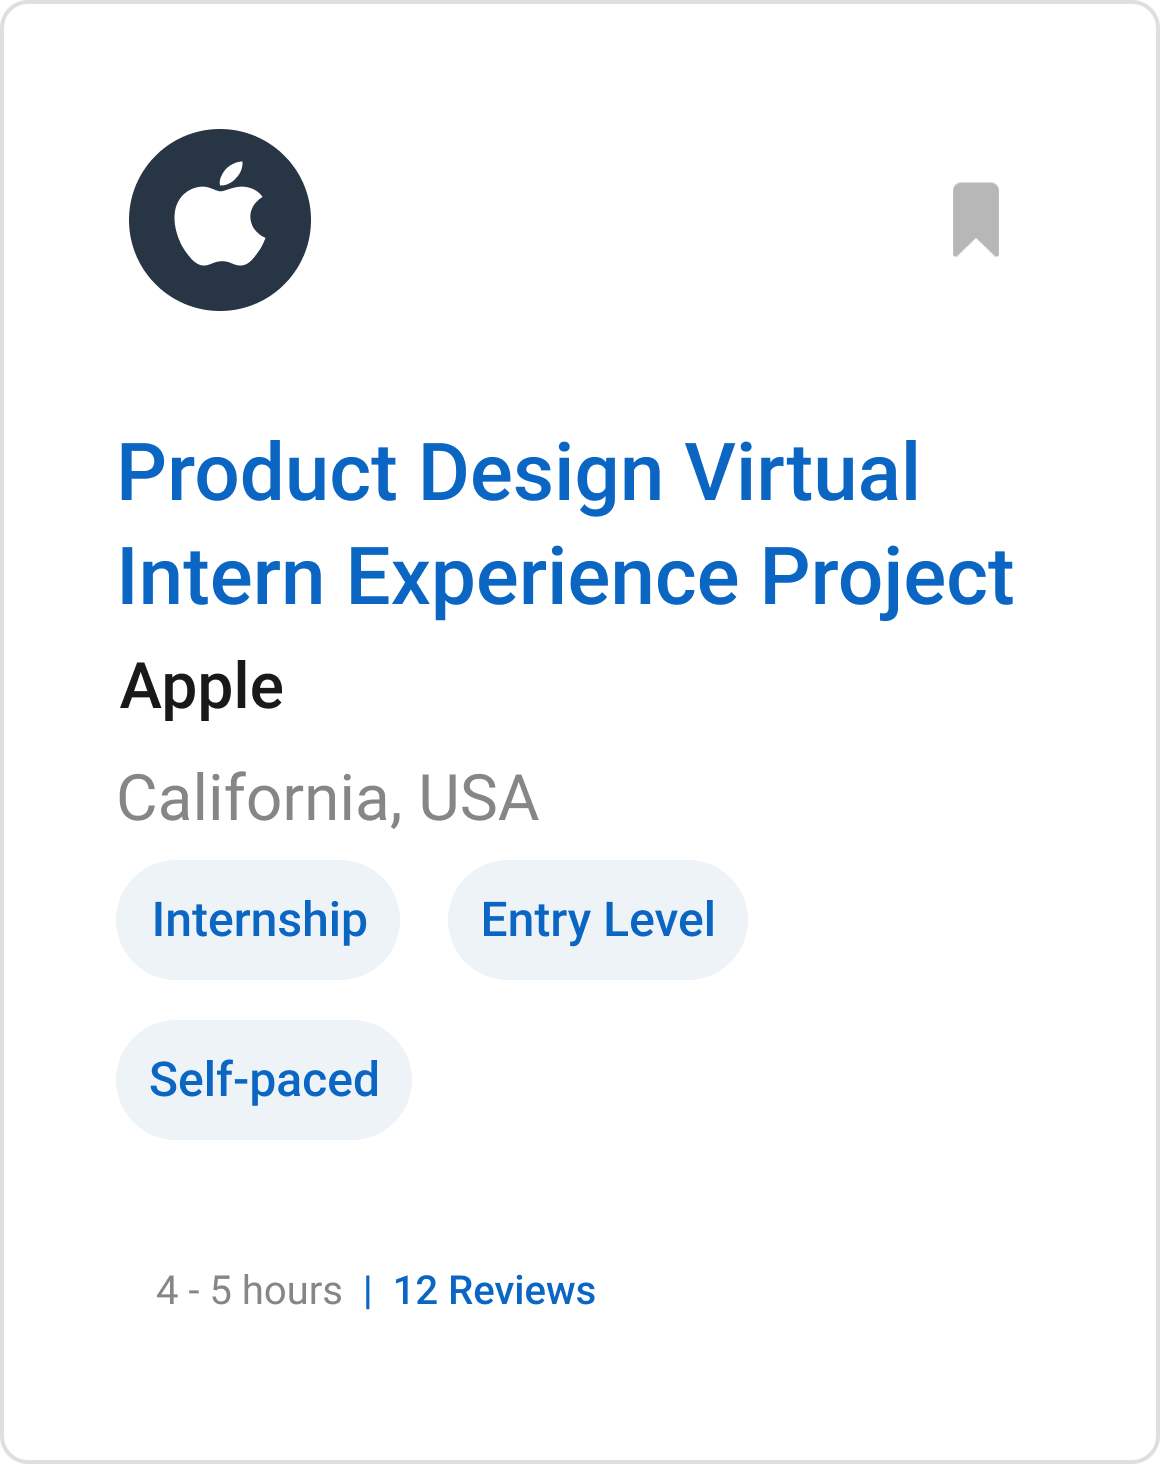 Product Design Virtual
Intern Experience Project
Apple
California, USA
Internship
Entry Level
Self-paced
4 - 5 hours | 12 Reviews